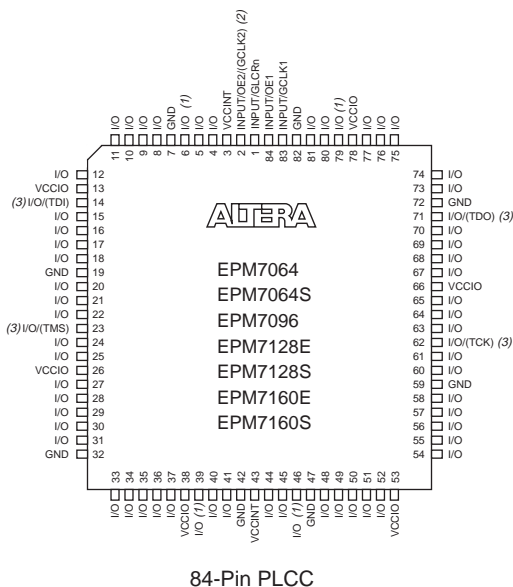 I/O
I/O
I/O
I/O
GND
I/O (1)
I/O
I/O
VCCINT
INPUT/OE2/(GCLK2) (2)
INPUT/GLCRn
INPUT/OE1
INPUT/GCLK1
GND
I/O
I/O
I/O (1)
VCCIO
I/O
I/O
I/O
11 10 9 8 7 6 5 4 3 2 1 84 83 82 81 80 79 78 77 76 75
I/O 12
VCCIO 13
(3) I/O/(TDI) 14
I/O 15
I/O 16
I/O 17
I/O 18
GND 19
I/O 20
I/O 21
I/O 22
(3) I/O/(TMS) 23
I/O 24
I/O 25
VCCIO 26
I/O 27
I/O 28
I/O 29
I/O 30
I/O 31
GND 32
ALTERA
EPM7064
EPM7064S
EPM7096
EPM7128E
EPM7128S
EPM7160E
EPM7160S
74 I/O
73 I/O
72 GND
71 I/O/(TDO) (3)
70 I/O
69 I/O
68 I/O
67 I/O
66 VCCIO
65 I/O
64 I/O
63 I/O
62 I/O/(TCK) (3)
61 I/O
60 I/O
59 GND
58 I/O
57 I/O
56 I/O
55 I/O
54 I/O
33 34 35 36 37 38 39 40 41 42 43 44 45 46 47 48 49 50 51 52 53
I/O
I/O
I/O
I/O
I/O
VCCIO
I/O (1)
I/O
I/O
GND
VCCINT
I/O
I/O
I/O (1)
GND
I/O
I/O
I/O
I/O
I/O
VCCIO
84-Pin PLCC